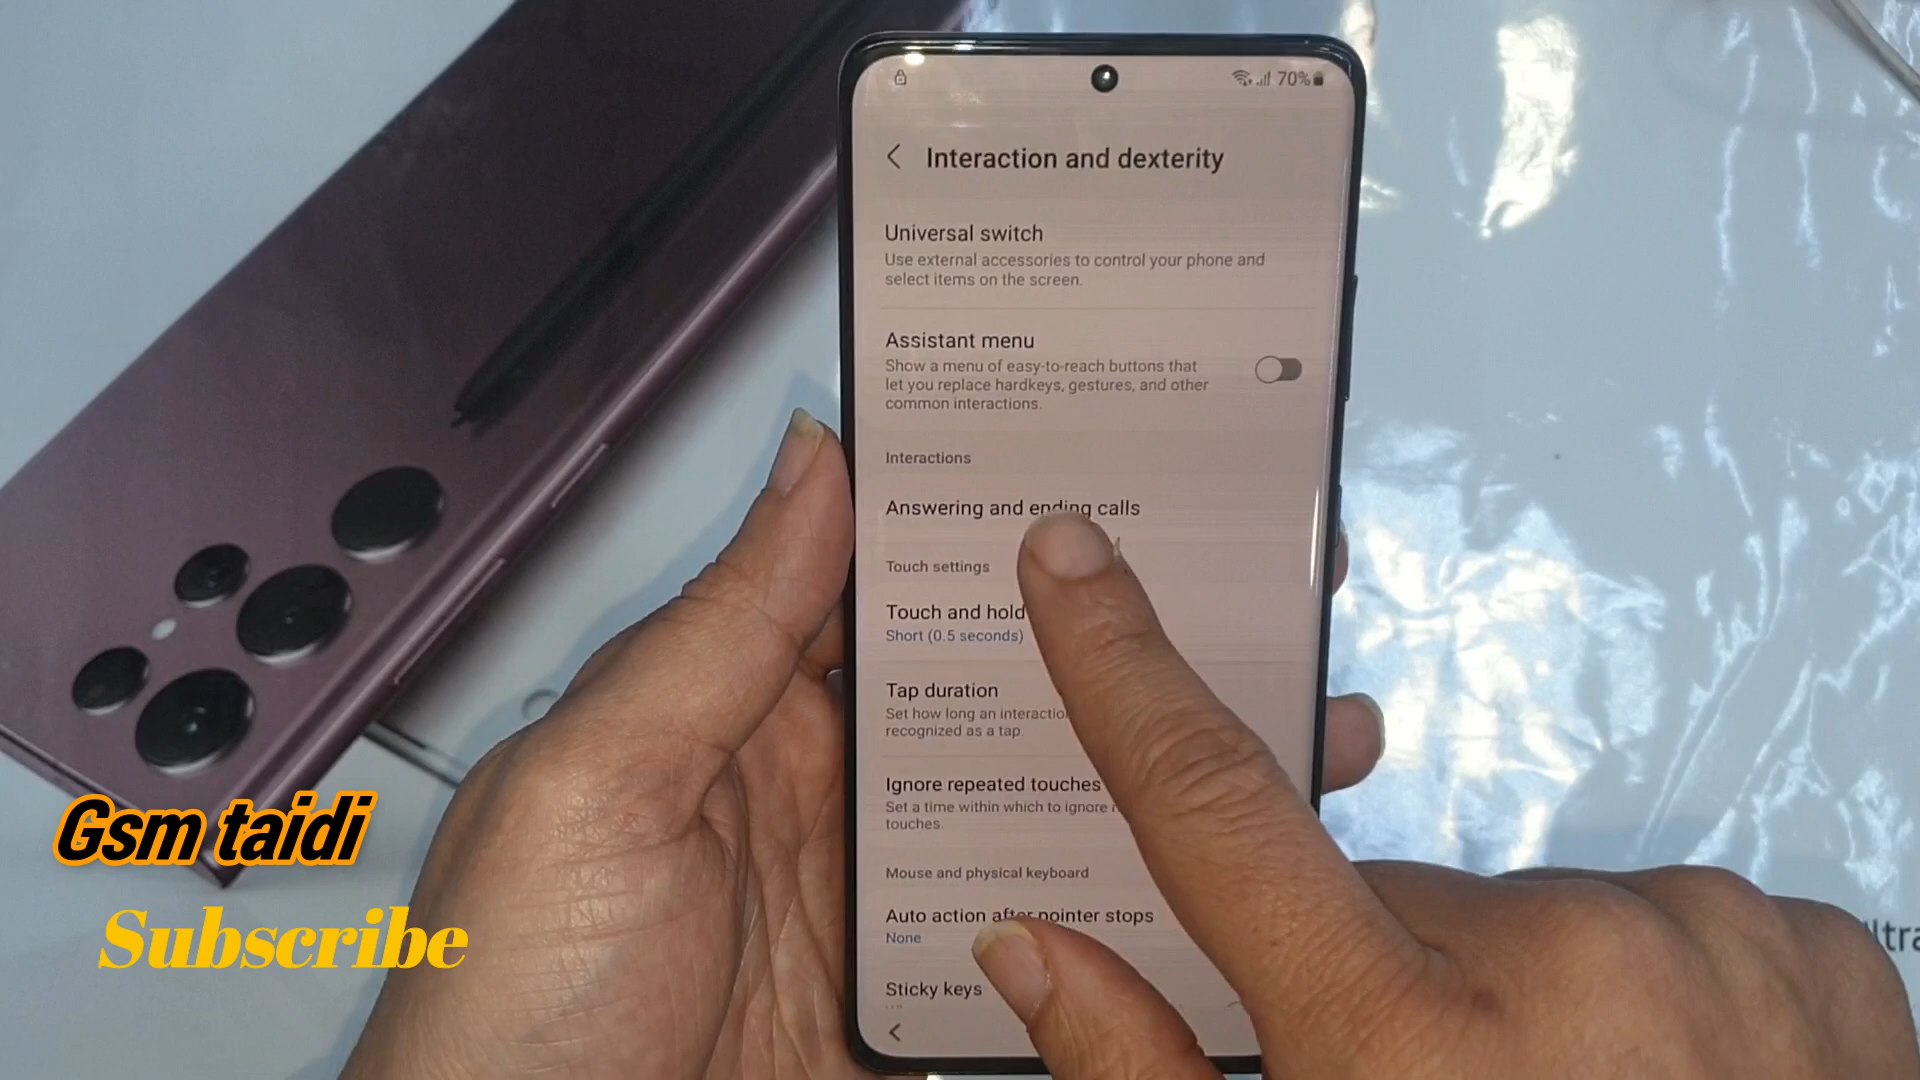 70%
Interaction and dexterity
Universal switch
Use external accessories to control your phone and
select items on the screen.
Assistant menu
Show a menu of easy-to-reach buttons that
let you replace hardkeys, gestures, and other
common interactions.
Interactions
Answering and ending calls
Touch settings
Touch and hold
Short (0.5 seconds)
Tap duration
Set how long an
recognized as a tap.
Ignore repeated touches
Set a time within which to ignore
touches.
Mouse and physical keyboard
Auto action after pointer stops
None
Sticky keys
Gsm taidi
Subscribe